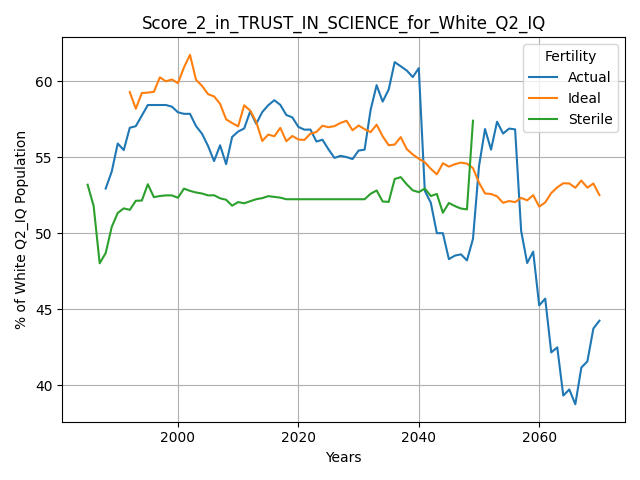 Score_2_in_TRUST_IN_SCIENCE_for_White_Q2_IQ
Fertility
Actual
Ideal
Sterile
% of White Q2_IQ Population
60
55
50
45
40
2000
2020
2040
2060
Years